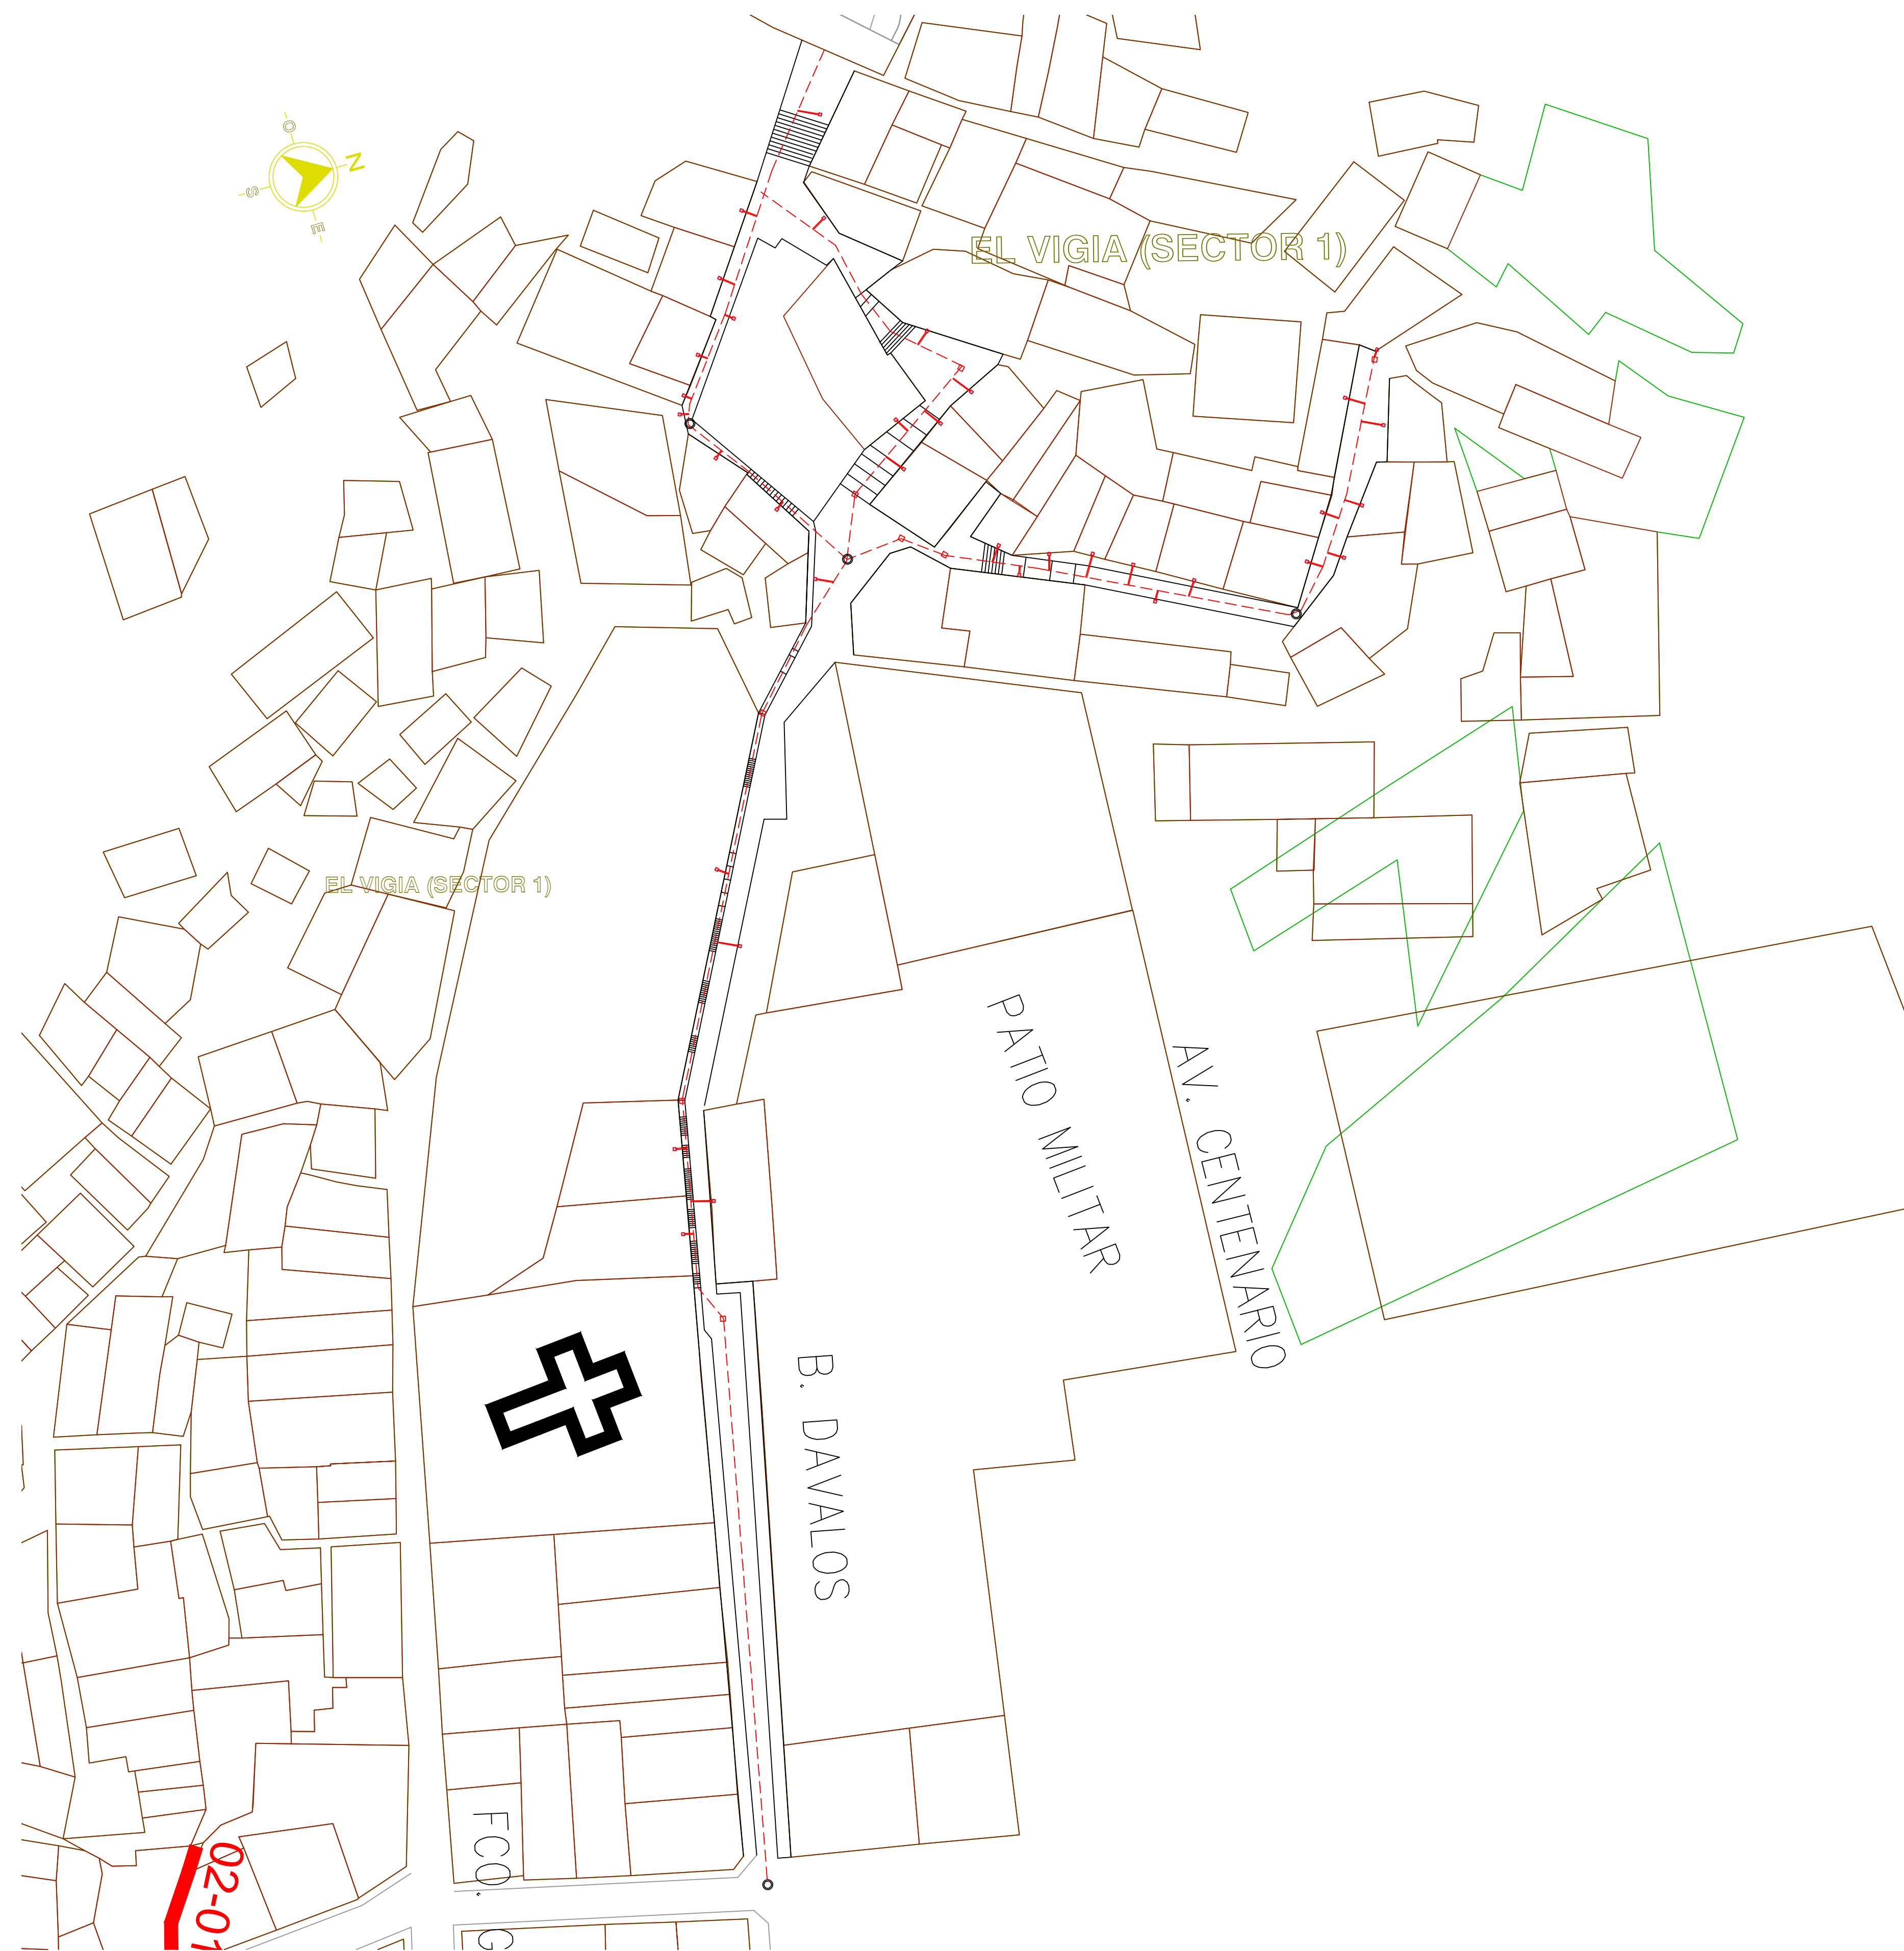 O
N
S
E
EL VIGIA (SECTOR 1)
EL VIGIA (SECTOR 1)
PATIO MILITAR
AV. CENTENARIO
B. DAVALOS
FCO. G
02-01